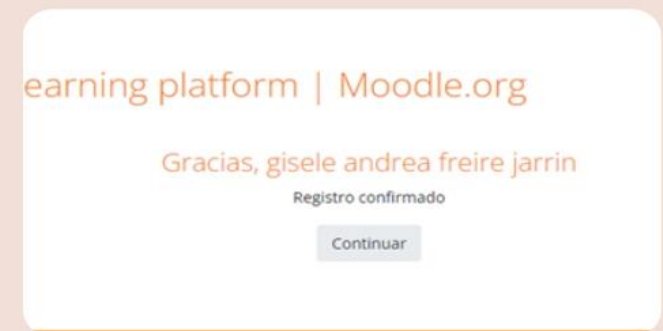 earning platform | Moodle.org
Gracias, gisele andrea freire jarrin
Registro confirmado
Continuar